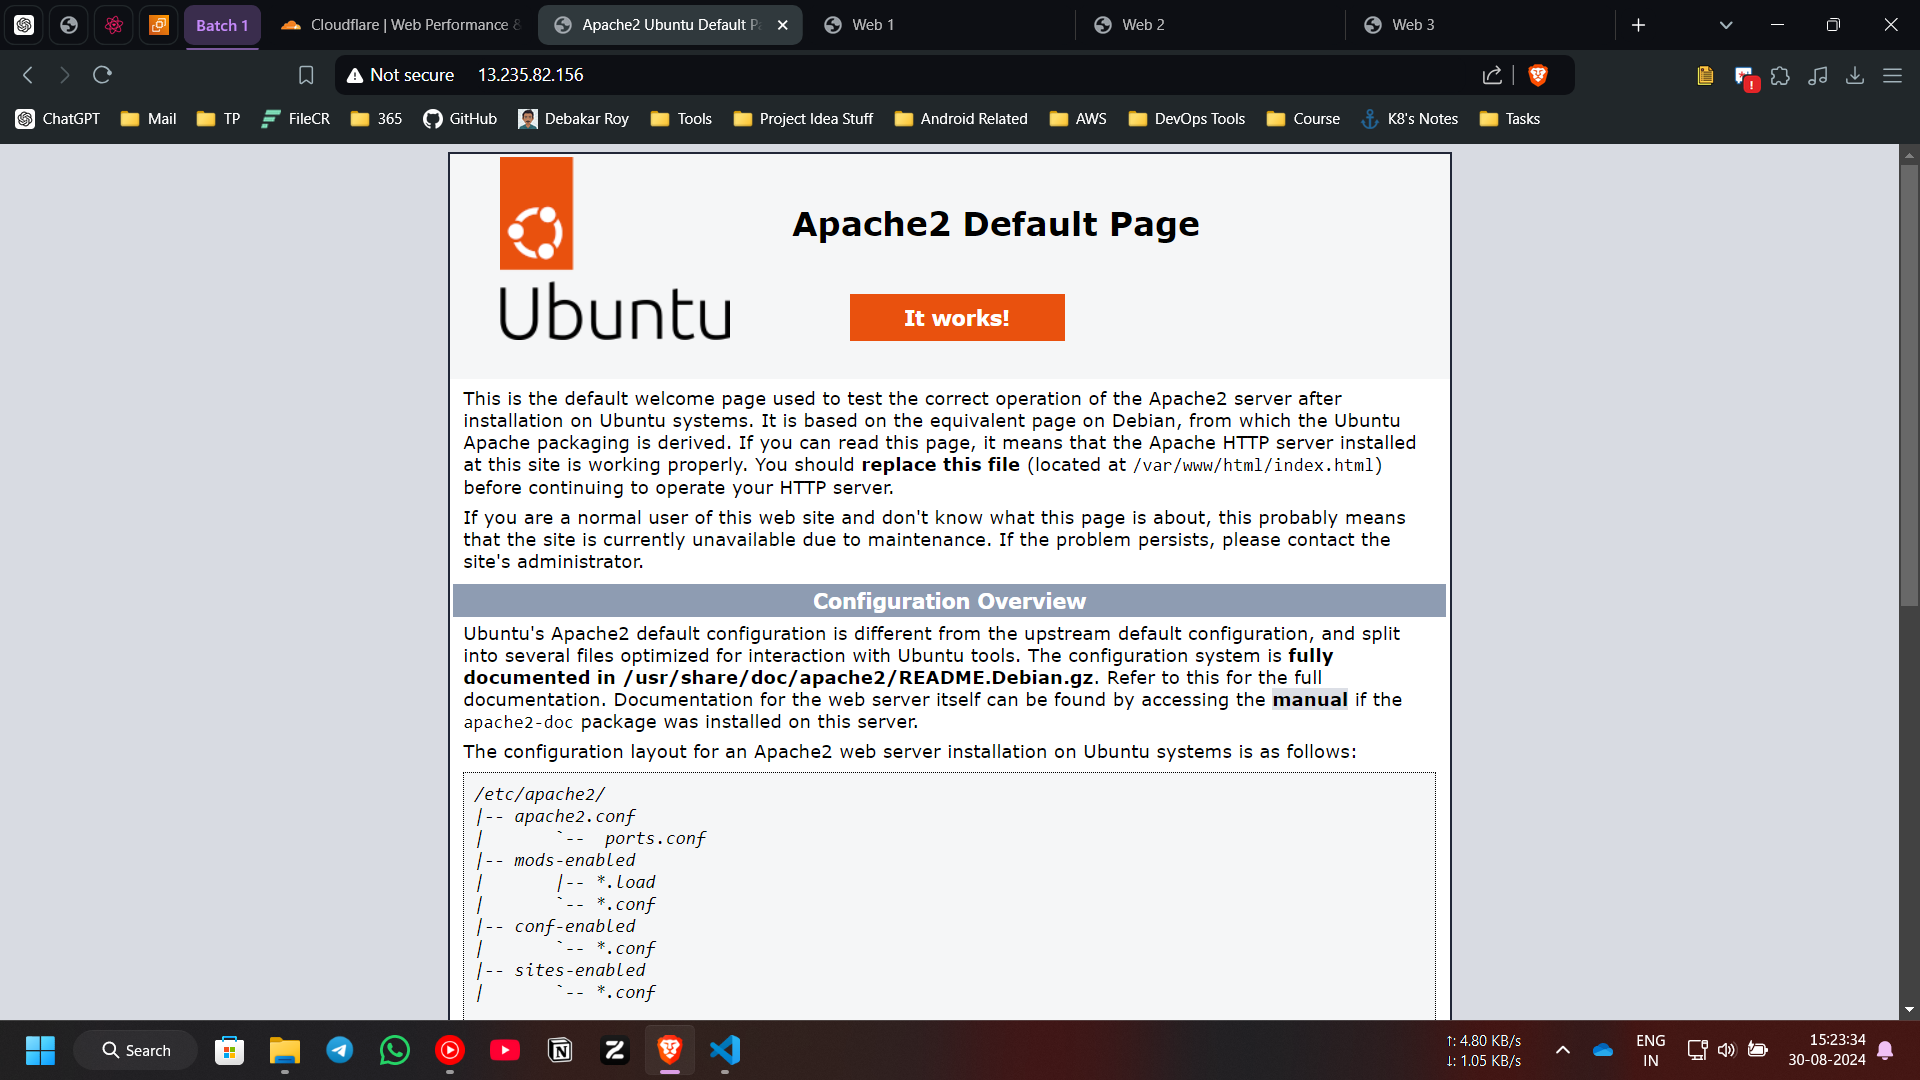 Batch 1
Cloudflare | Web Performance &
Apache2 Ubuntu Default P
Web 1
Web 2
Web 3
Not secure
13.235.82.156
ChatGPT
Mail
TP
FileCR
365
GitHub
Debakar Roy
Tools
Project Idea Stuff
Android Related
AWS
DevOps Tools
Course
K8's Notes
Tasks
Ubuntu
Apache2 Default Page
It works!
This is the default welcome page used to test the correct operation of the Apache2 server after
installation on Ubuntu systems. It is based on the equivalent page on Debian, from which the Ubuntu
Apache packaging is derived. If you can read this page, it means that the Apache HTTP server installed
at this site is working properly. You should replace this file (located at /var/www/html/index.html)
before continuing to operate your HTTP server.
If you are a normal user of this web site and don't know what this page is about, this probably means
that the site is currently unavailable due to maintenance. If the problem persists, please contact the
site's administrator.
Configuration Overview
Ubuntu's Apache2 default configuration is different from the upstream default configuration, and split
into several files optimized for interaction with Ubuntu tools. The configuration system is fully
documented in /usr/share/doc/apache2/README.Debian.gz. Refer to this for the full
documentation. Documentation for the web server itself can be found by accessing the manual if the
apache2-doc package was installed on this server.
The configuration layout for an Apache2 web server installation on Ubuntu systems is as follows:
/etc/apache2/
|-- apache2.conf
|       `--  ports.conf
|-- mods-enabled
|       |-- *.load
|       `-- *.conf
|-- conf-enabled
|       `-- *.conf
|-- sites-enabled
|       `-- *.conf
Search
↑: 4.80 KB/s
↓: 1.05 KB/s
ENG
IN
15:23:34
30-08-2024